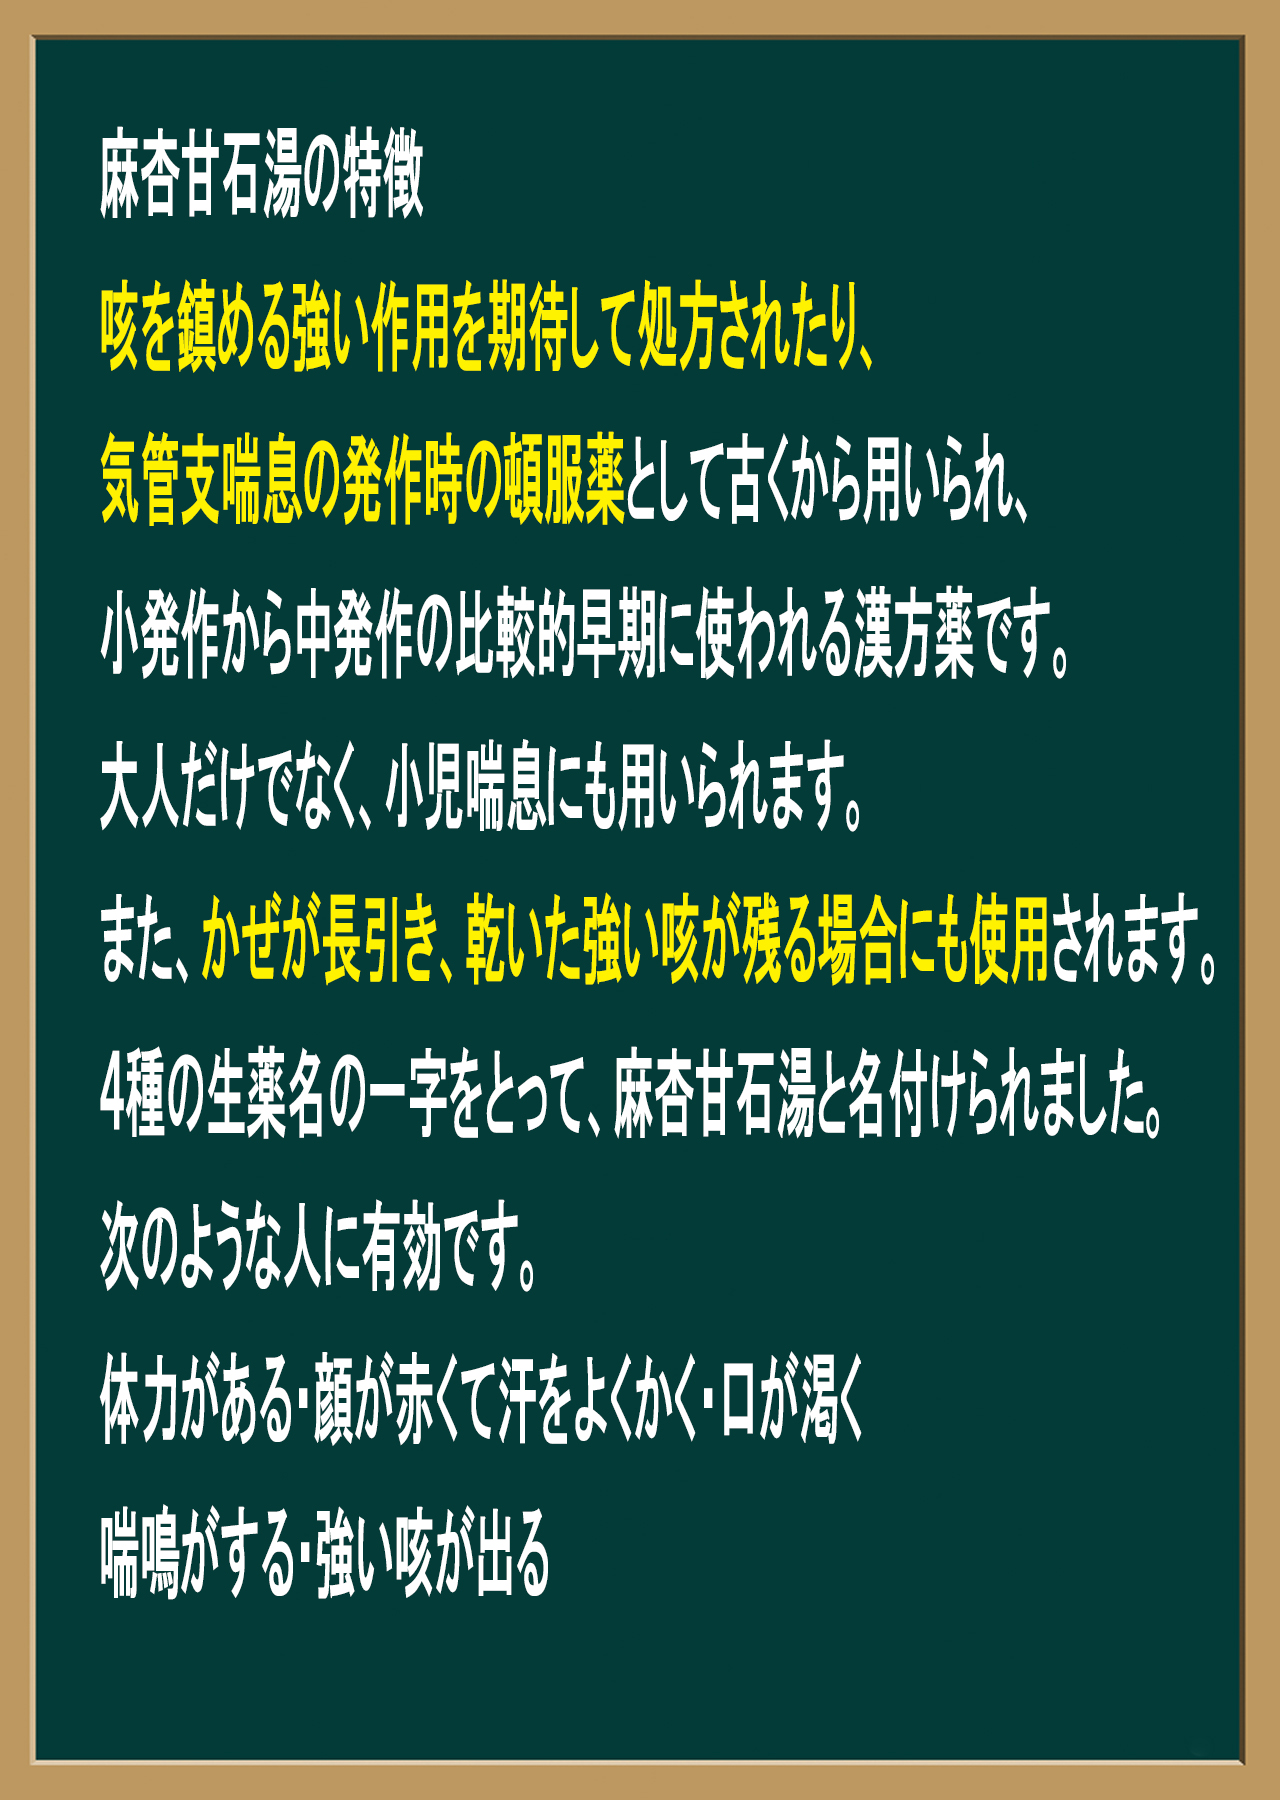 麻杏甘石湯の特徴
咳を鎮める強い作用を期待して処方されたり、
気管支喘息の発作時の頓服薬として古くから用いられ、
小発作から中発作の比較的早期に使われる漢方薬です。
大人だけでなく、小児喘息にも用いられます。
また、かぜが長引き、乾いた強い咳が残る場合にも使用されます。
4種の生薬名の一字をとって、麻杏甘石湯と名付けられました。
次のような人に有効です。
体力がある・顔が赤くて汗をよくかく・口が渇く
喘鳴がする・強い咳が出る